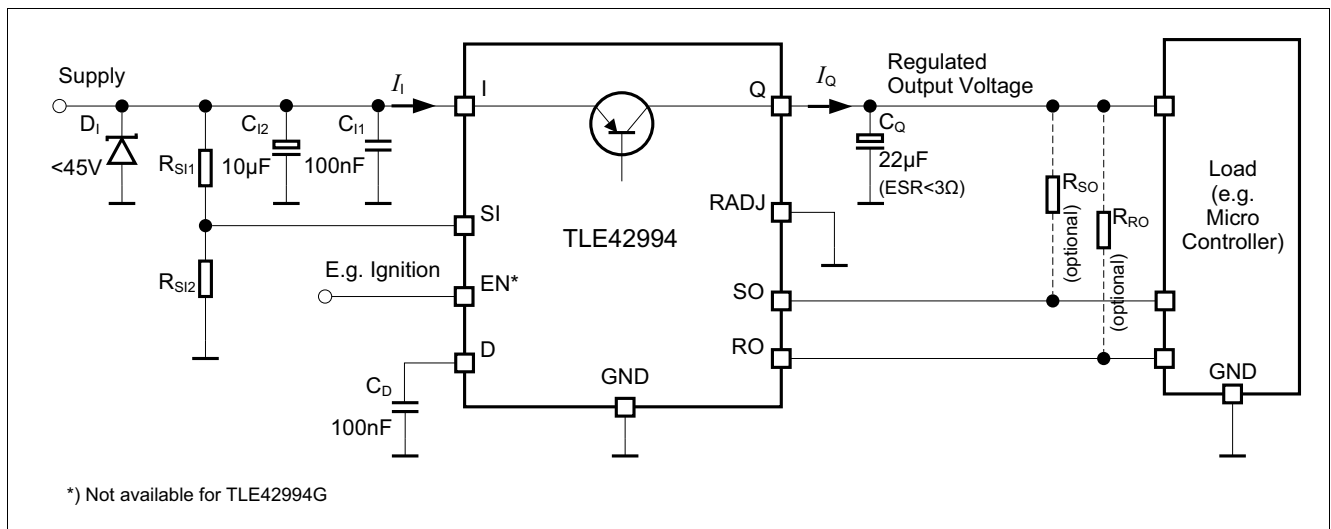 Supply
D_I
<45V
R_SI1
R_SI2
C_I2
10µF
C_I1
100nF
I_I
I
SI
E.g. Ignition
EN*
D
C_D
100nF
TLE42994
GND
Q
RADJ
SO
RO
I_Q
Regulated
Output Voltage
C_Q
22µF
(ESR<3Ω)
R_SO
(optional)
R_RO
(optional)
Load
(e.g.
Micro
Controller)
GND
*) Not available for TLE42994G